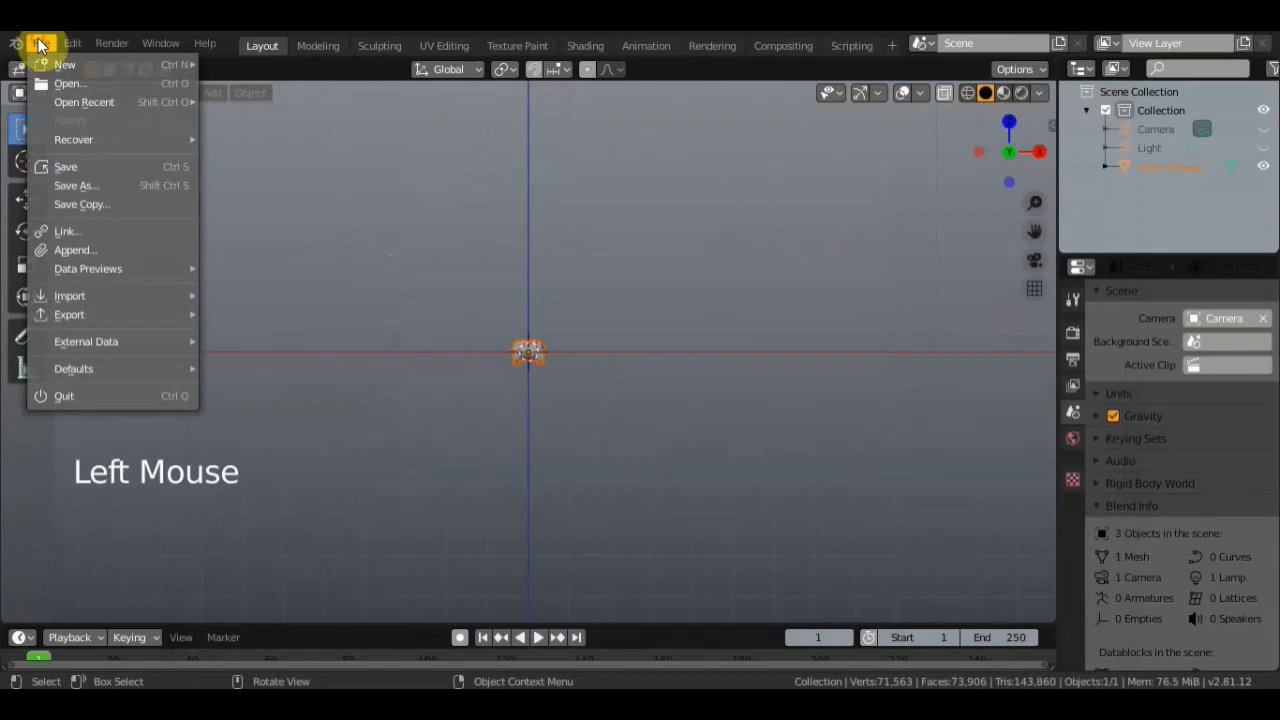 Edit Render Window Help Layout Modeling Sculpting UV Editing Texture Paint Shading Animation Rendering Compositing Scripting + Scene View Layer
New Ctrl N
Open... Ctrl O
Open Recent Shift Ctrl O
Revert
Recover
Save Ctrl S
Save As... Shift Ctrl S
Save Copy...
Link...
Append...
Data Previews
Import
Export
External Data
Defaults
Quit Ctrl Q
Global Options
Add Object
Z
Y
X
Left Mouse
Scene Collection
Collection
Camera
Light
Scene
Camera Camera
Background Sce..
Active Clip
Units
Gravity
Keying Sets
Audio
Rigid Body World
Blend Info
3 Objects in the scene:
1 Mesh 0 Curves
1 Camera 1 Lamp
0 Armatures 0 Lattices
0 Empties 0 Speakers
Datablocks in the scene:
Playback Keying View Marker 1 Start 1 End 250
1
Select Box Select Rotate View Object Context Menu Collection | Verts:71,563 | Faces:73,906 | Tris:143,860 | Objects:1/1 | Mem: 76.5 MiB | v2.81.12